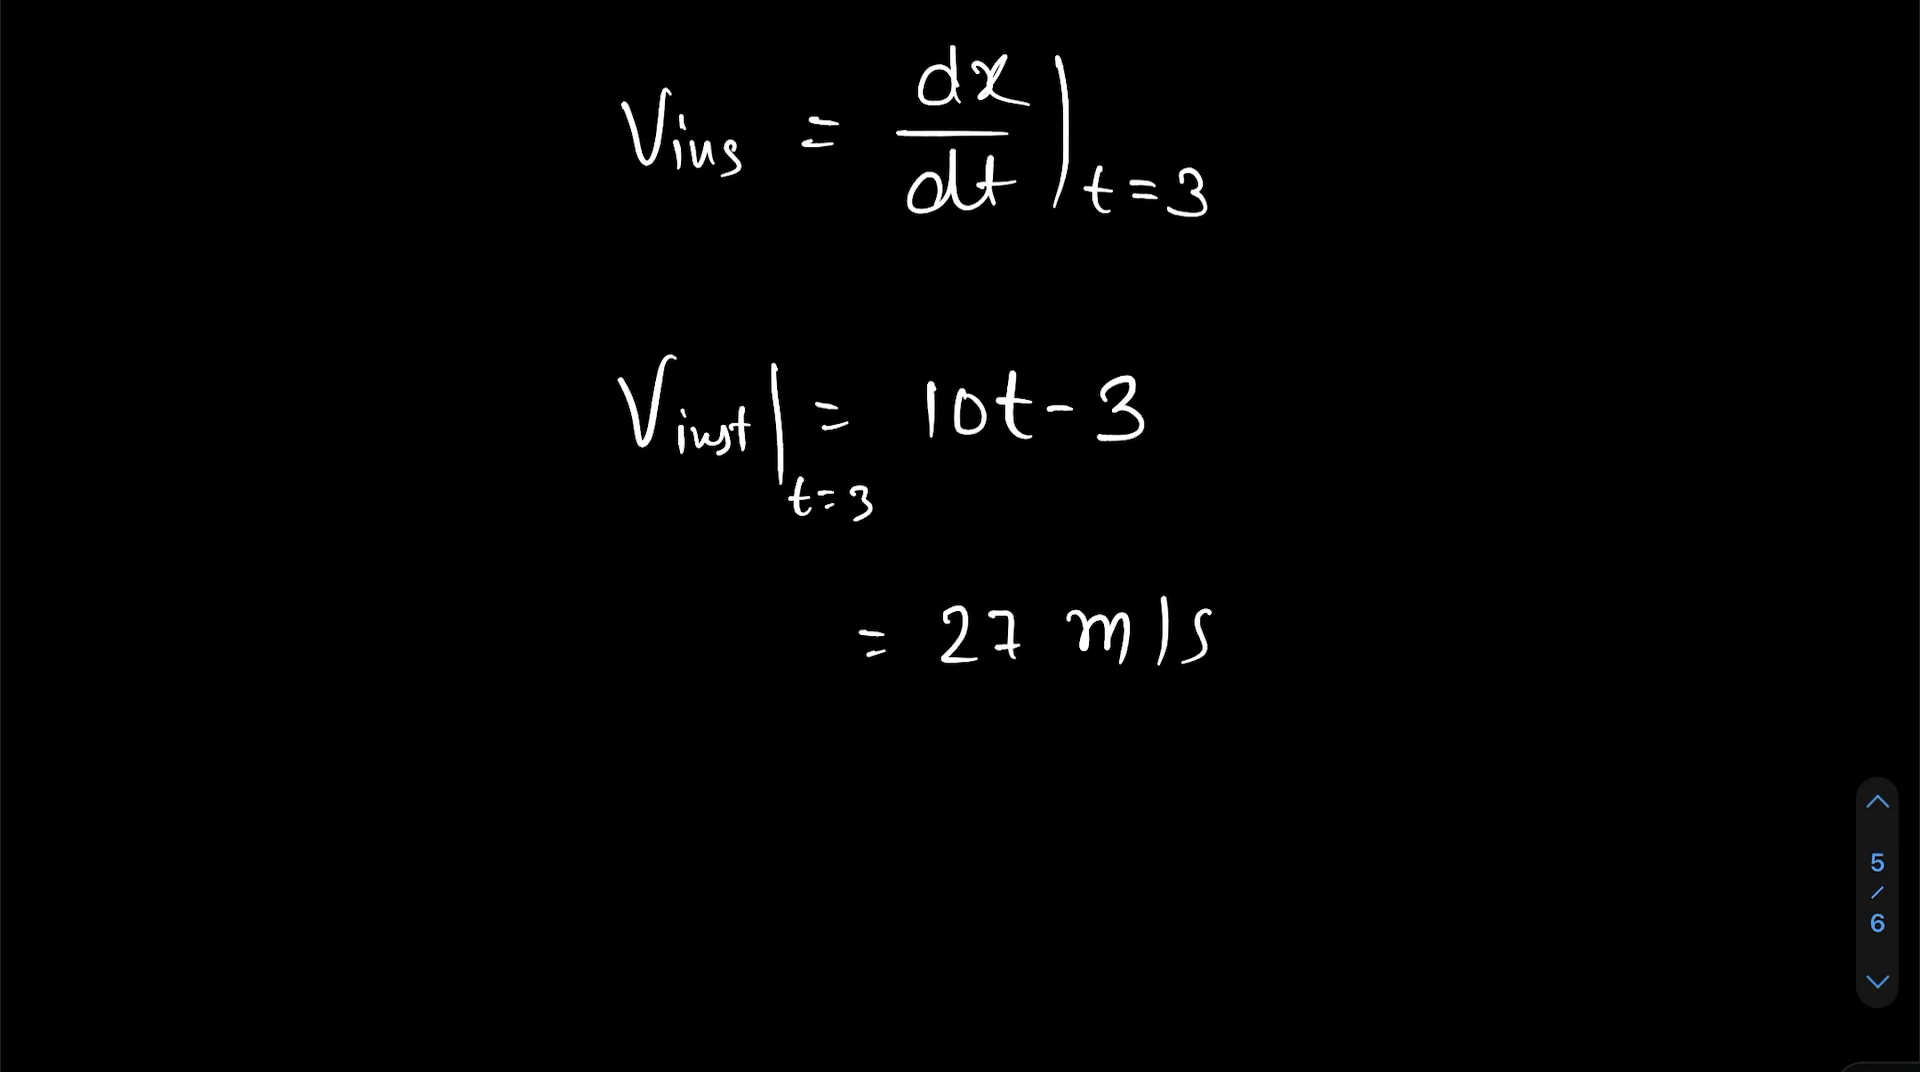 Vins = dx/dt |t=3
Vinst |t=3 = 10t - 3
= 27 m/s
5
/
6